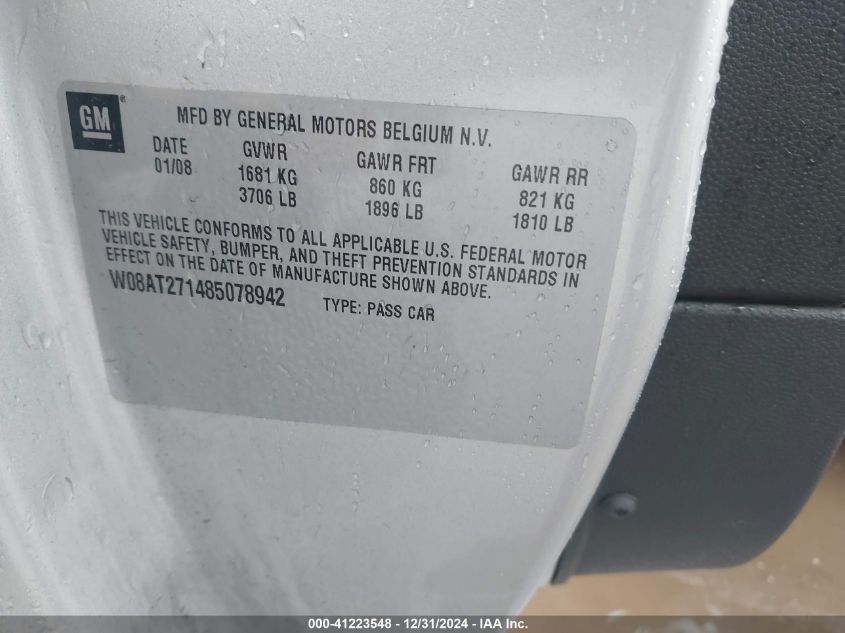 GM ®
MFD BY GENERAL MOTORS BELGIUM N.V.
DATE GVWR GAWR FRT GAWR RR
01/08 1681 KG 860 KG 821 KG
3706 LB 1896 LB 1810 LB
THIS VEHICLE CONFORMS TO ALL APPLICABLE U.S. FEDERAL MOTOR
VEHICLE SAFETY, BUMPER, AND THEFT PREVENTION STANDARDS IN
EFFECT ON THE DATE OF MANUFACTURE SHOWN ABOVE.
W08AT271485078942 TYPE: PASS CAR
000-41223548 - 12/31/2024 - IAA Inc.